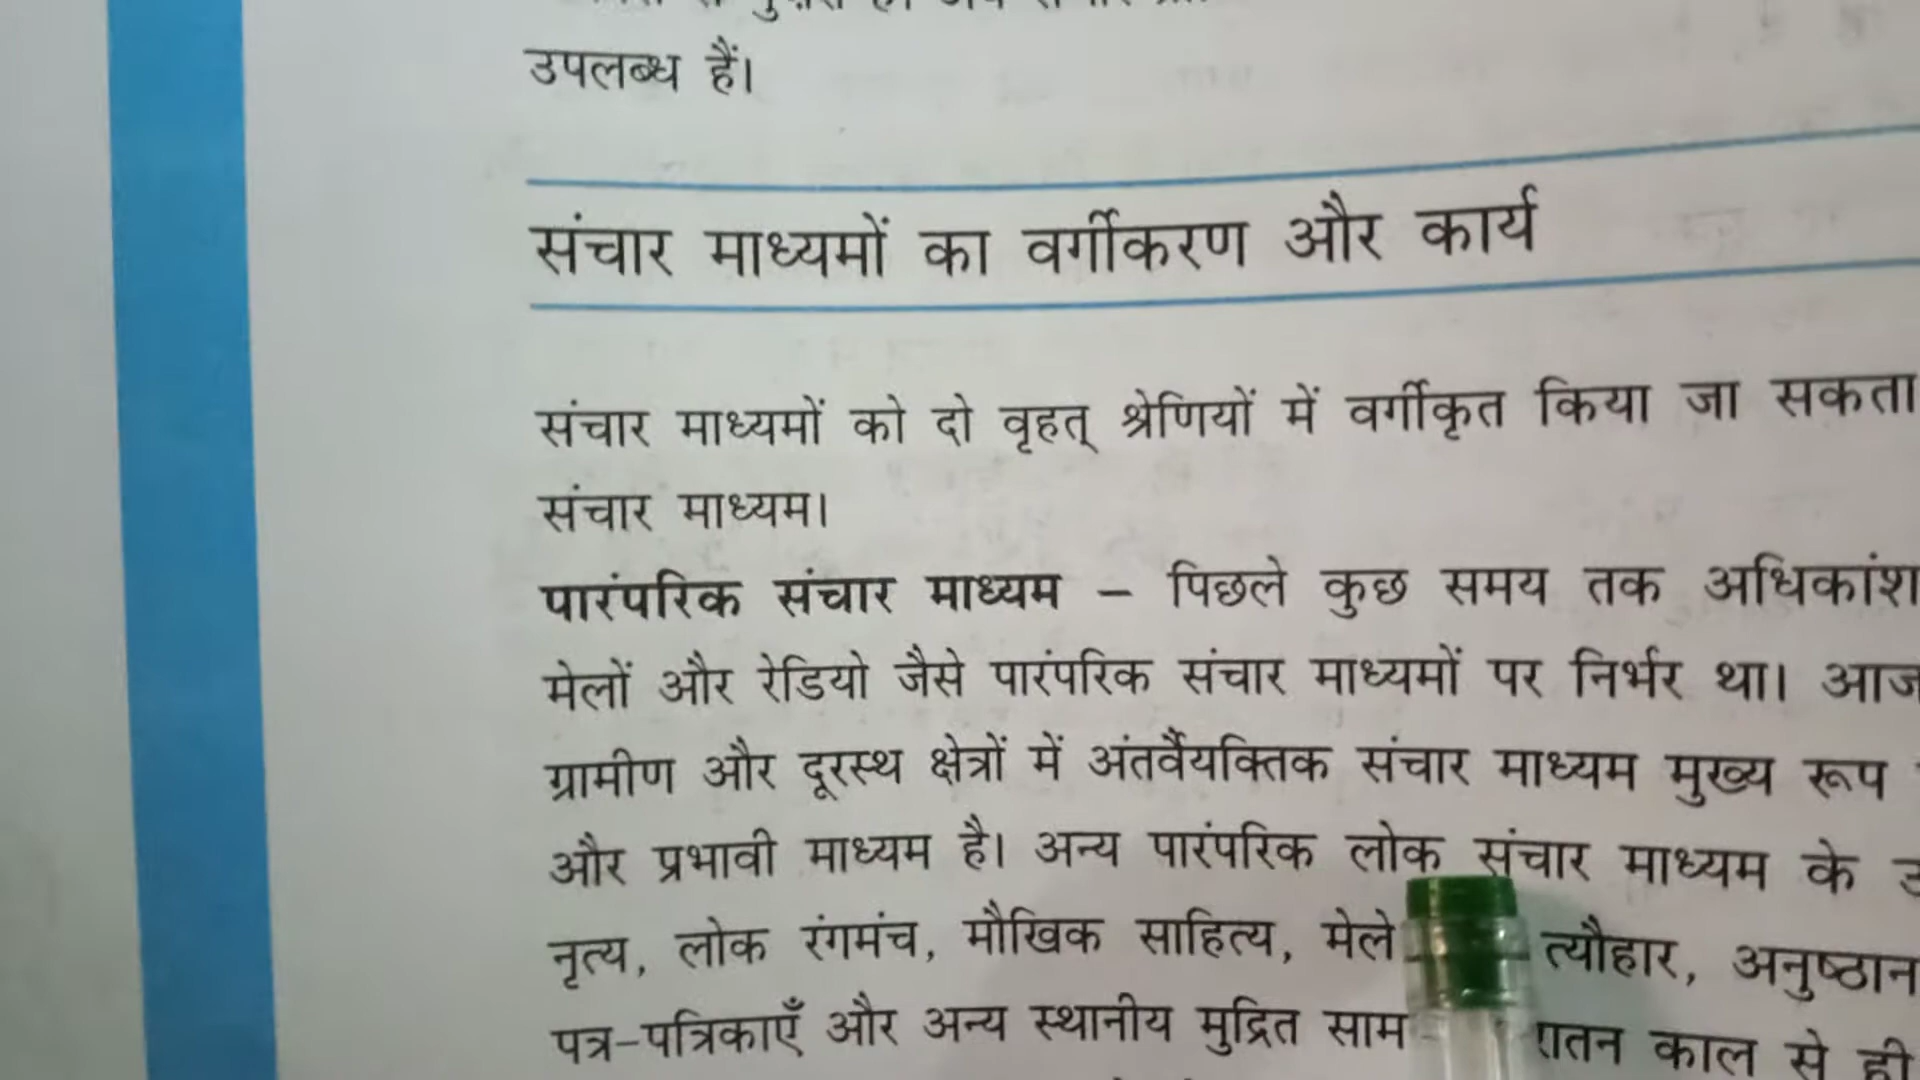 उपलब्ध हैं।
संचार माध्यमों का वर्गीकरण और कार्य
संचार माध्यमों को दो वृहत् श्रेणियों में वर्गीकृत किया जा सकता
संचार माध्यम।
पारंपरिक संचार माध्यम – पिछले कुछ समय तक अधिकांश
मेलों और रेडियो जैसे पारंपरिक संचार माध्यमों पर निर्भर था। आज
ग्रामीण और दूरस्थ क्षेत्रों में अंतर्वैयक्तिक संचार माध्यम मुख्य रूप
और प्रभावी माध्यम है। अन्य पारंपरिक लोक संचार माध्यम के
नृत्य, लोक रंगमंच, मौखिक साहित्य, मेले त्यौहार, अनुष्ठान
पत्र-पत्रिकाएँ और अन्य स्थानीय मुद्रित काल से ही